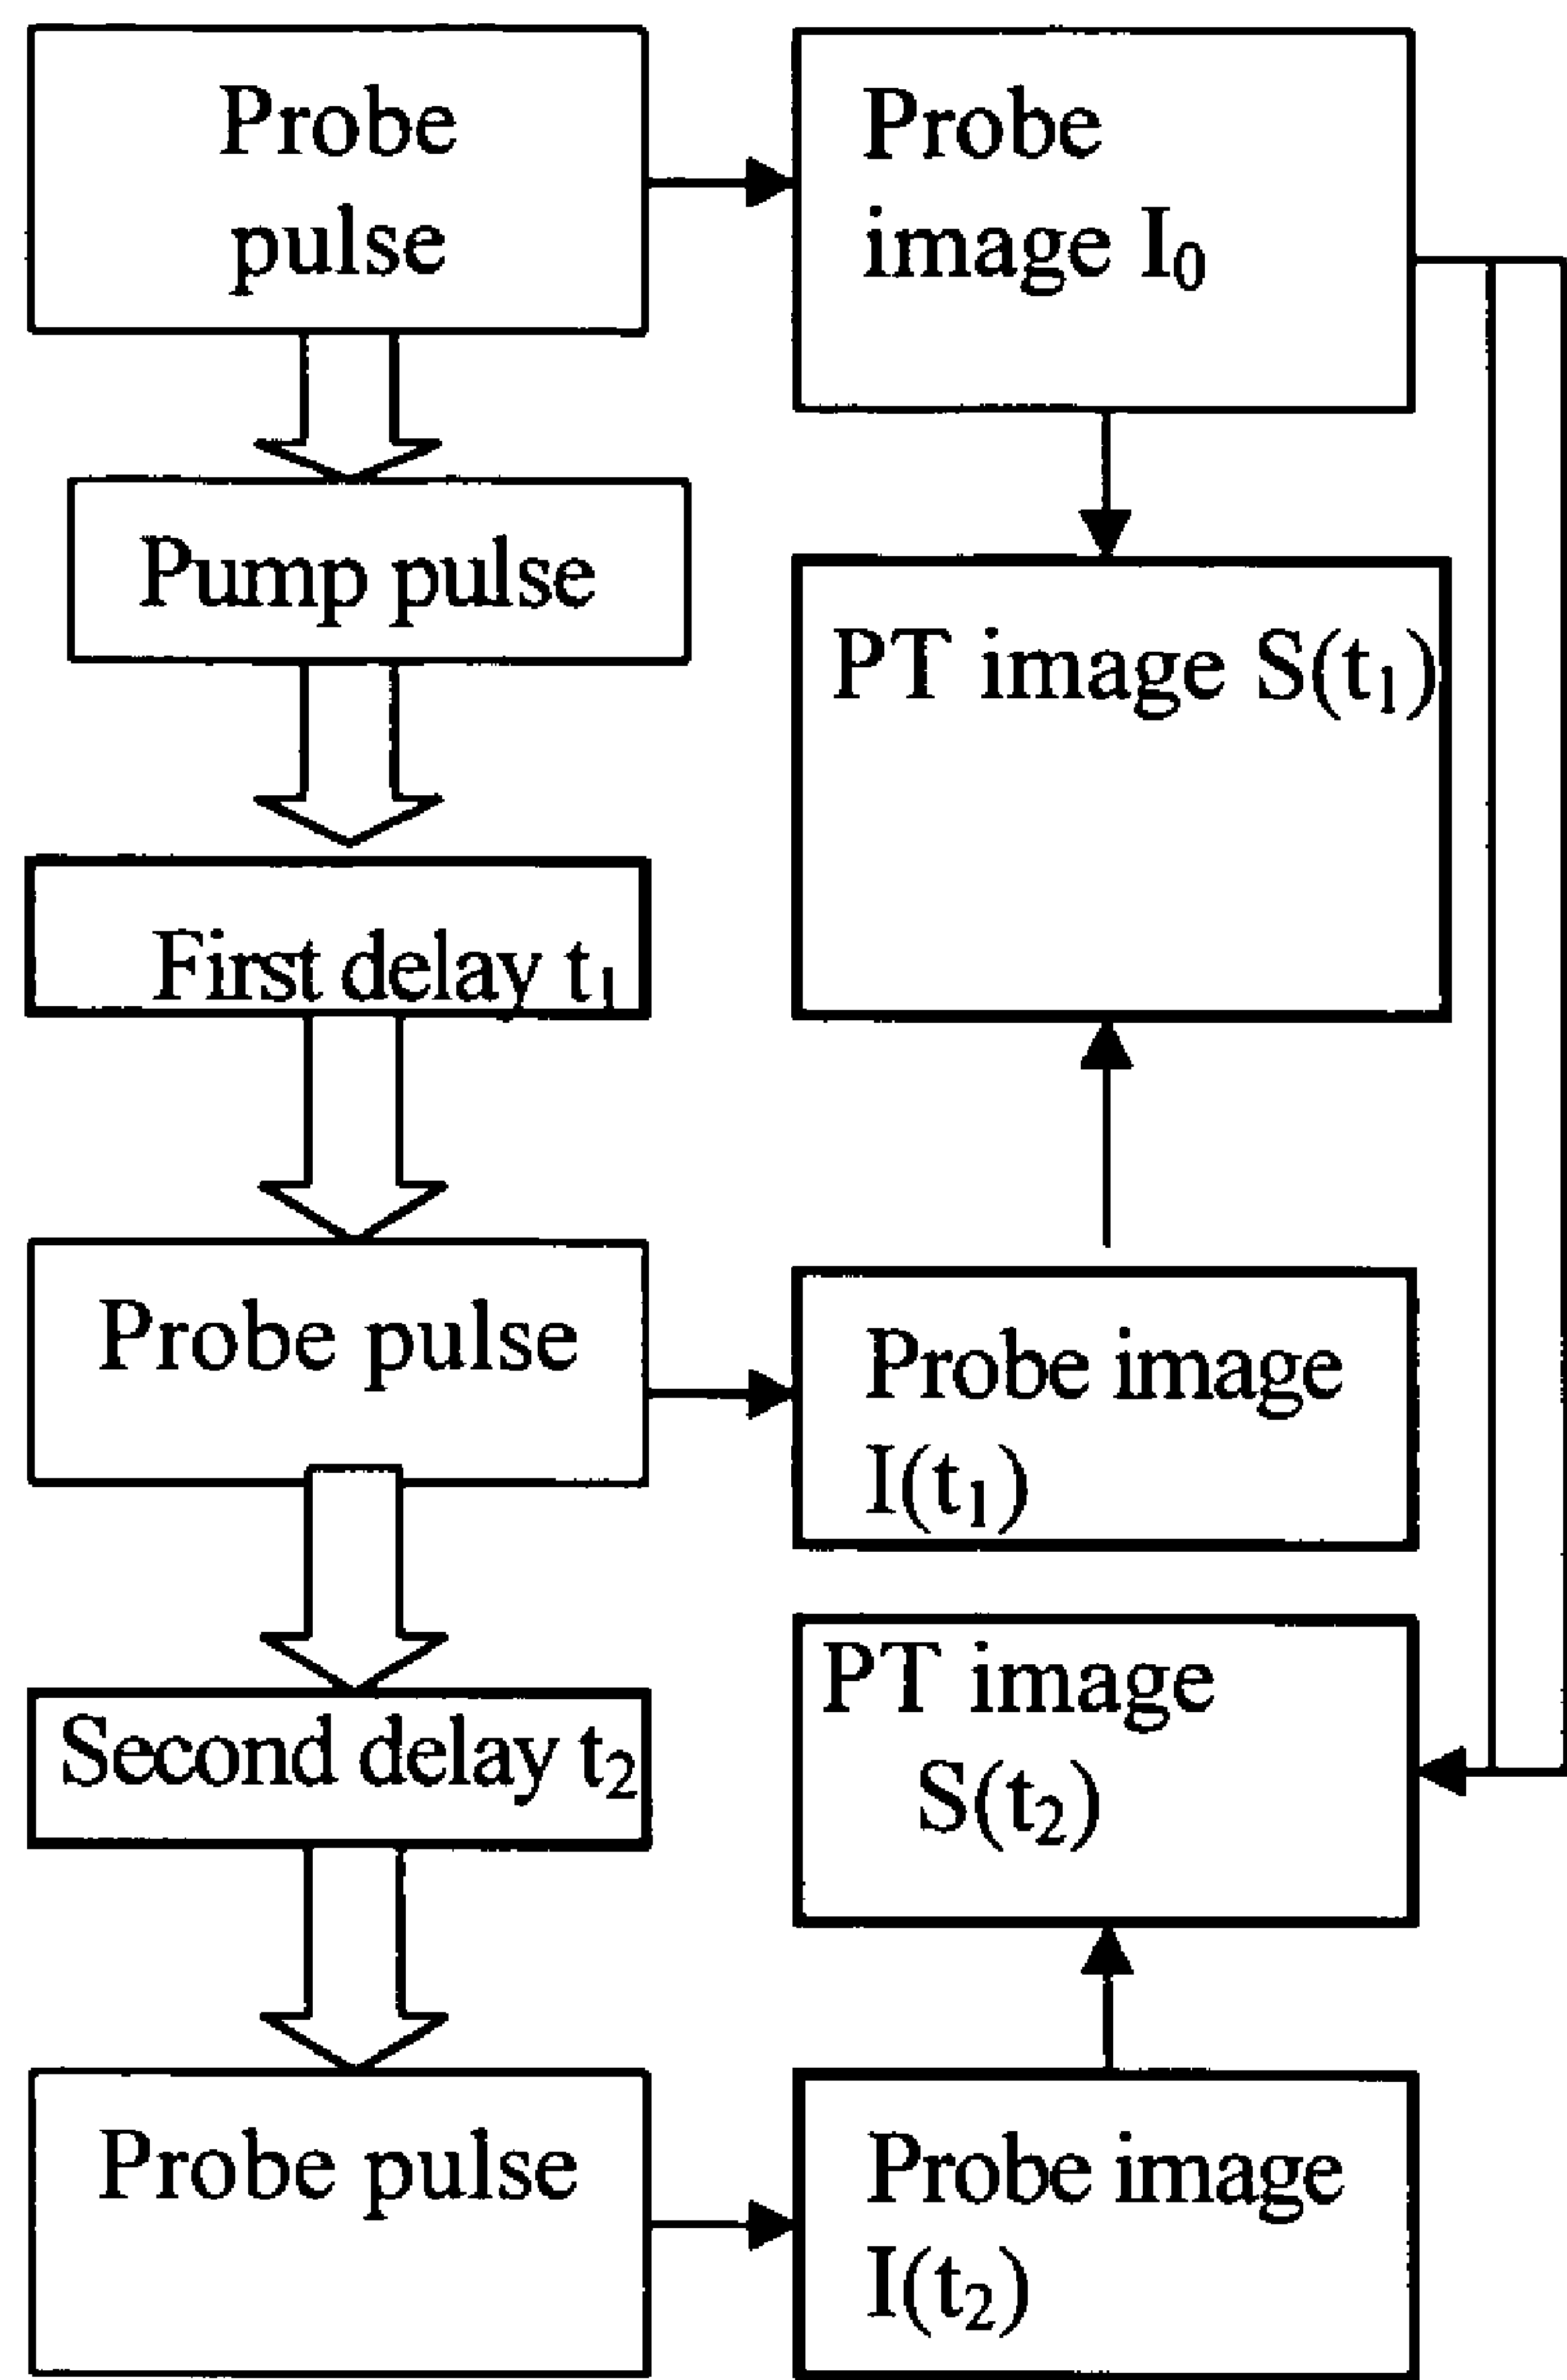 Probe
pulse
Probe
image I₀
Pump pulse
PT image S(t₁)
First delay t₁
Probe pulse
Probe image
I(t₁)
Second delay t₂
PT image
S(t₂)
Probe pulse
Probe image
I(t₂)